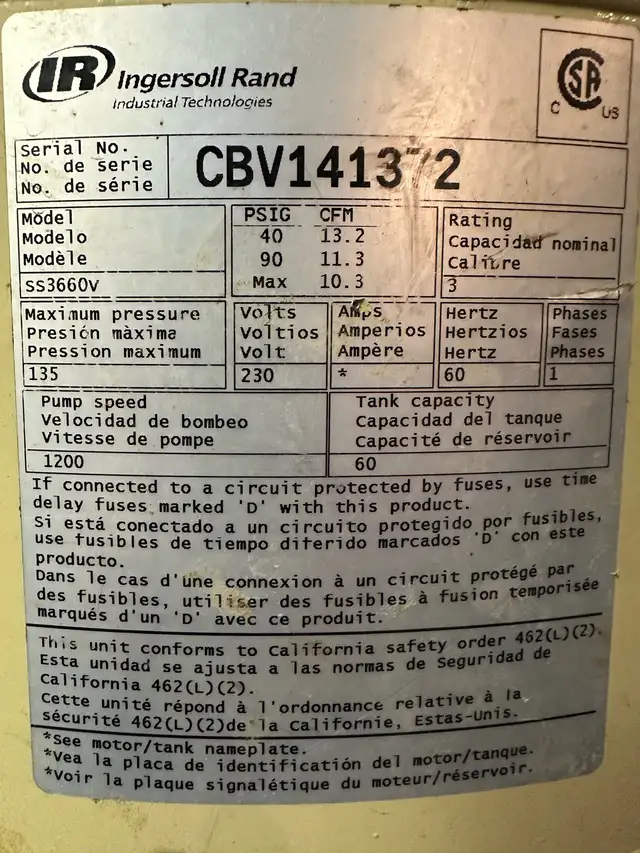 IR Ingersoll Rand
Industrial Technologies
CSA
C US
Serial No.
No. de serie
No. de série
CBV141372
Model
Modelo
Modèle
SS3660V
PSIG CFM
40 13.2
90 11.3
Max 10.3
Rating
Capacidad nominal
Calibre
3
Maximum pressure
Presión màxima
Pression maximum
135
Volts
Voltios
Volt
230
Amps
Amperios
Ampère
*
Hertz
Hertzios
Hertz
60
Phases
Fases
Phases
1
Pump speed
Velocidad de bombeo
Vitesse de pompe
1200
Tank capacity
Capacidad del tanque
Capacité de réservoir
60
If connected to a circuit protected by fuses, use time
delay fuses marked 'D' with this product.
Si está conectado a un circuito protegido por fusibles,
use fusibles de tiempo diferido marcados 'D' con este
producto.
Dans le cas d'une connexion à un circuit protégé par
des fusibles, utiliser des fusibles à fusion temporisée
marqués d'un 'D' avec ce produit.
This unit conforms to California safety order 462(L)(2).
Esta unidad se ajusta a las normas de Seguridad de
California 462(L)(2).
Cette unité répond à l'ordonnance relative à la
sécurité 462(L)(2)de la Californie, Estas-Unis.
*See motor/tank nameplate.
*Vea la placa de identificación del motor/tanque.
*Voir la plaque signalétique du moteur/réservoir.